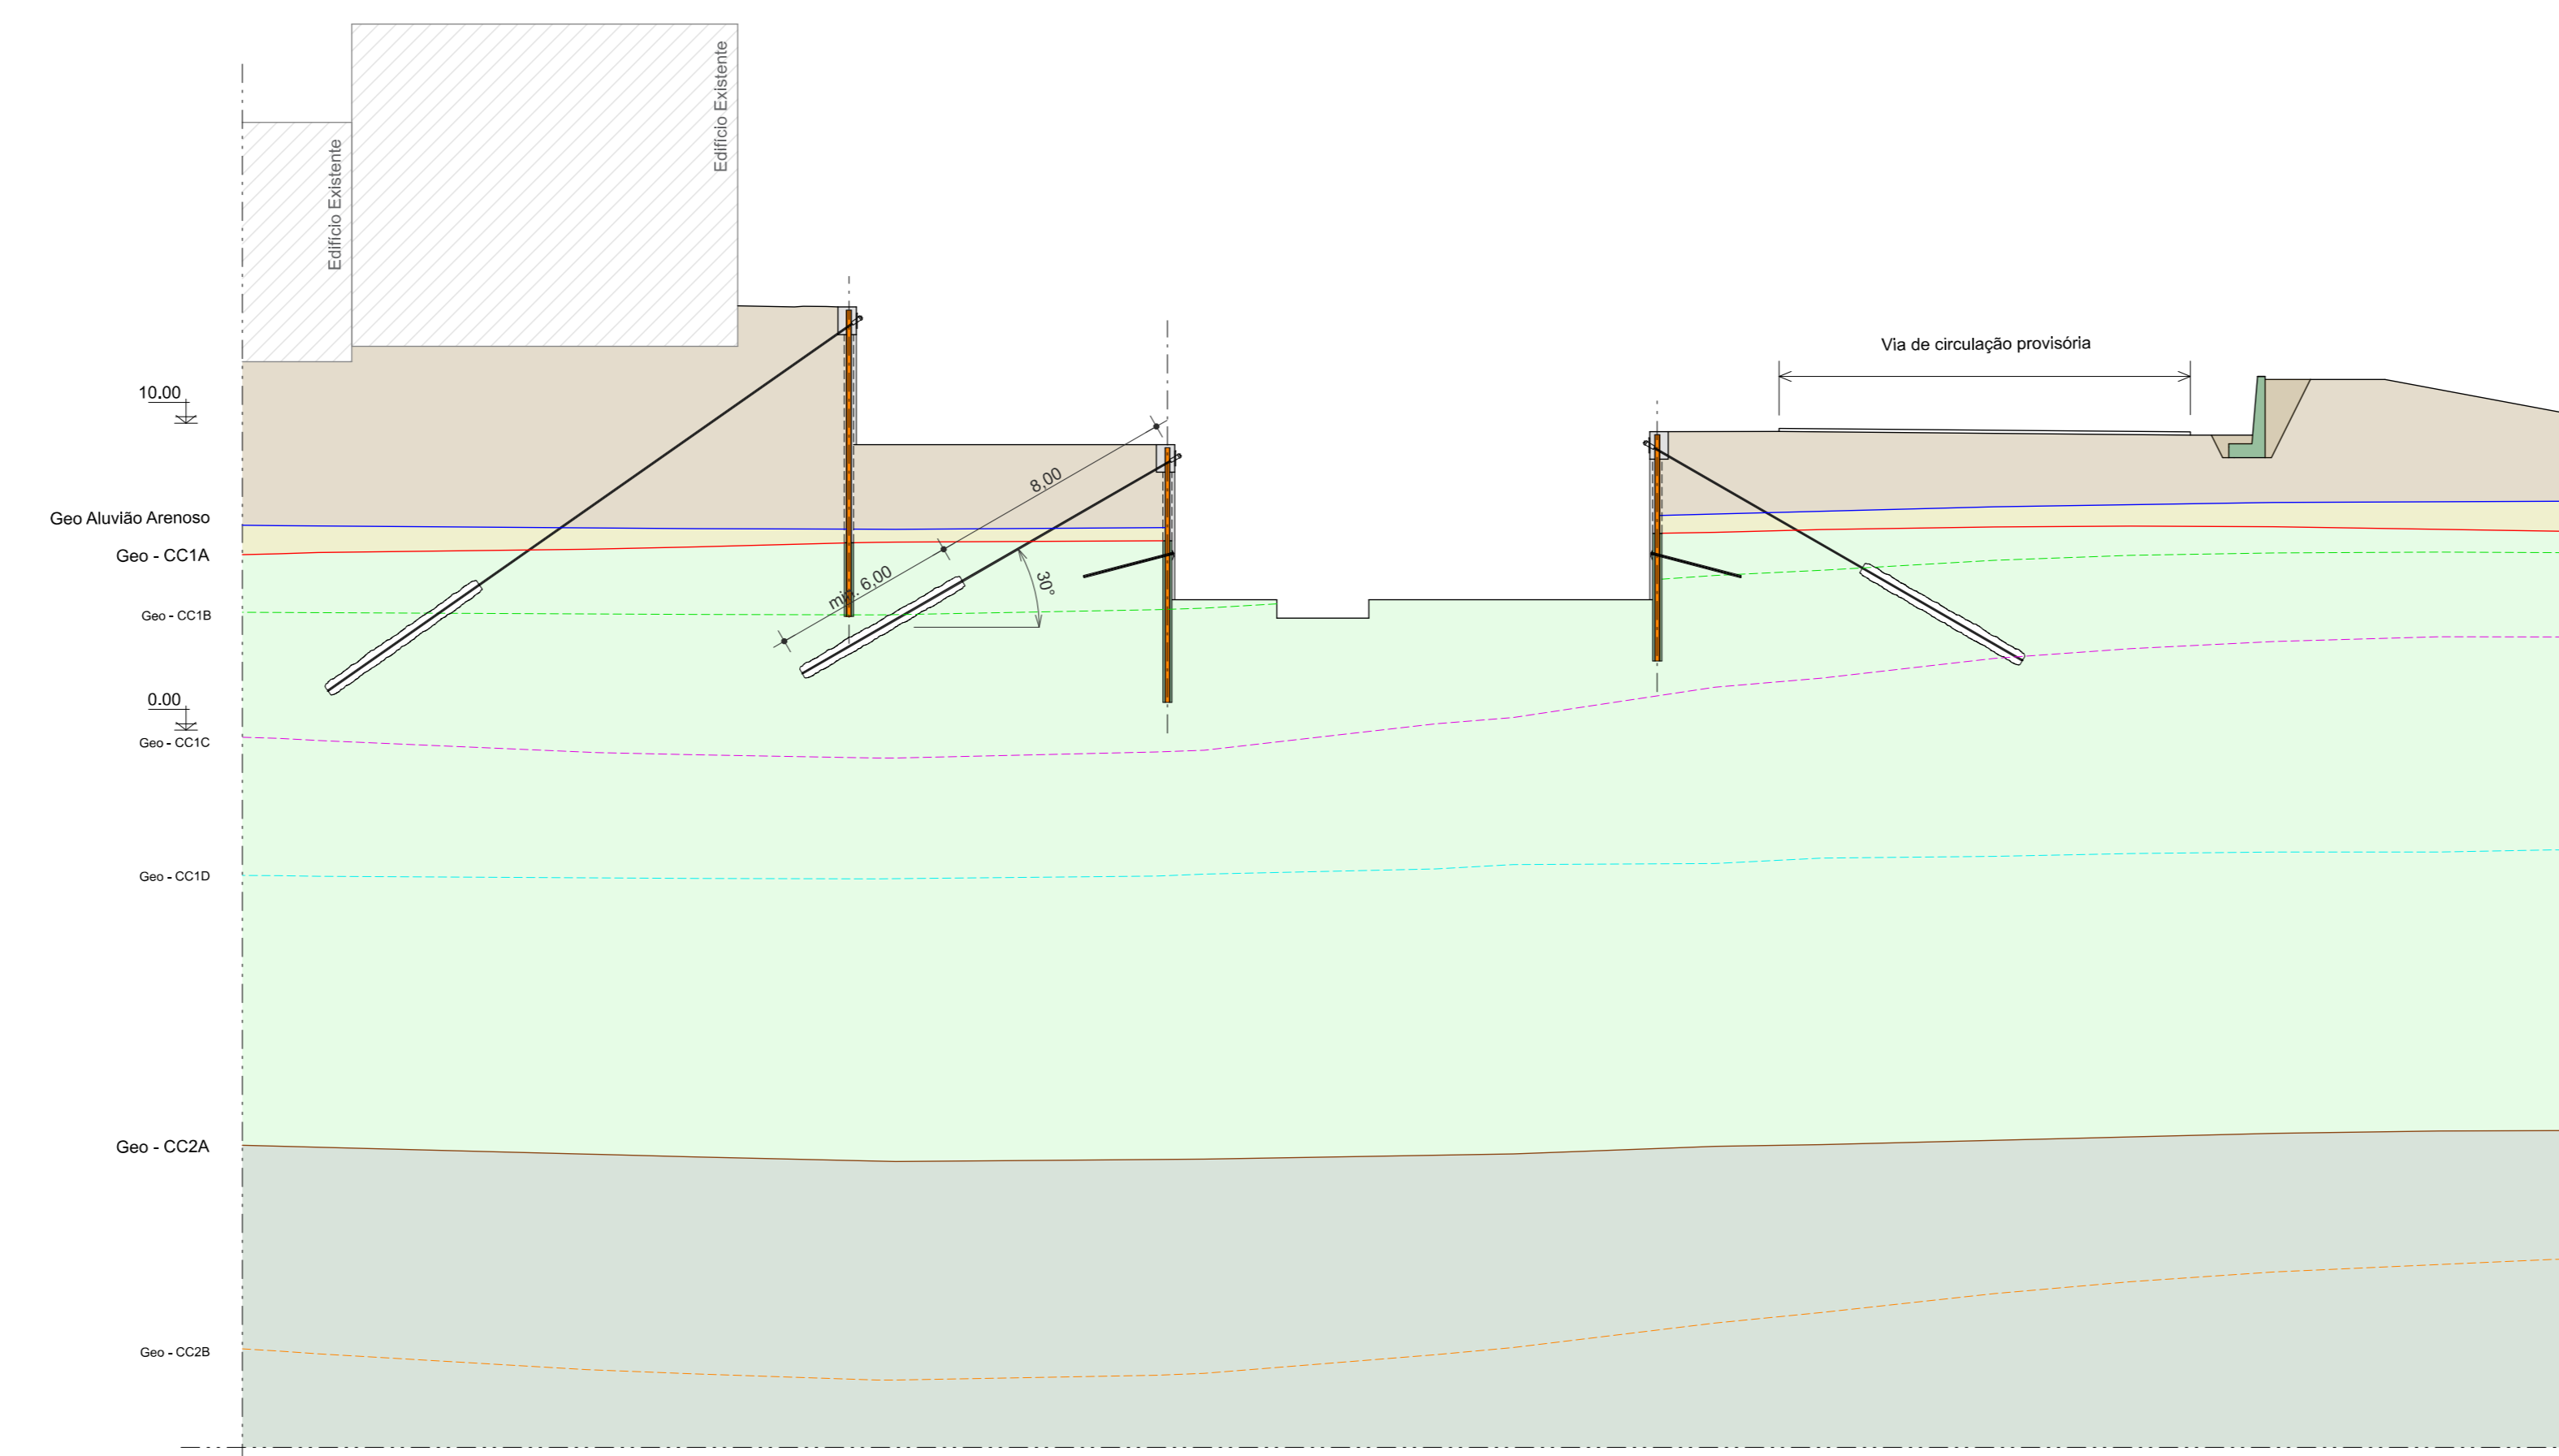 Edifício Existente
Edifício Existente
Via de circulação provisória
10.00
8,00
Geo Aluvião Arenoso
Geo - CC1A
min. 6,00
30°
Geo - CC1B
0.00
Geo - CC1C
Geo - CC1D
Geo - CC2A
Geo - CC2B